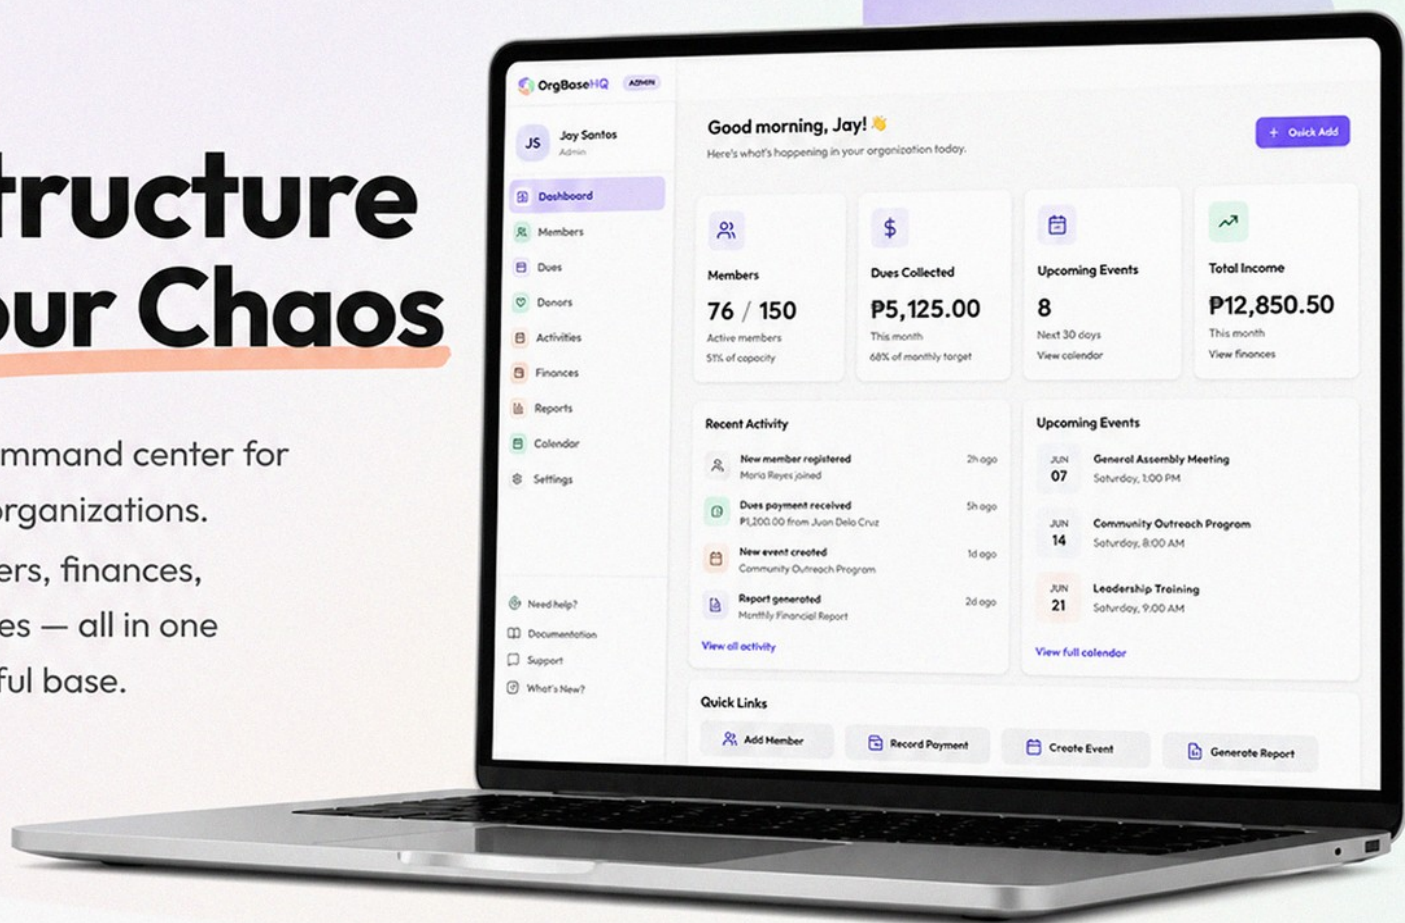 tructure
our Chaos
mmand center for
organizations.
ers, finances,
es — all in one
ful base.
OrgBaseHQ ADMIN
JS
Jay Santos
Admin
Dashboard
Members
Dues
Donors
Activities
Finances
Reports
Calendar
Settings
Need help?
Documentation
Support
What's New?
Good morning, Jay! 👋
Here's what's happening in your organization today.
+ Quick Add
Members
76 / 150
Active members
51% of capacity
Dues Collected
₱5,125.00
This month
68% of monthly target
Upcoming Events
8
Next 30 days
View calendar
Total Income
₱12,850.50
This month
View finances
Recent Activity
New member registered 2h ago
Maria Reyes joined
Dues payment received 5h ago
₱1,200.00 from Juan Dela Cruz
New event created 1d ago
Community Outreach Program
Report generated 2d ago
Monthly Financial Report
View all activity
Upcoming Events
JUN
07
General Assembly Meeting
Saturday, 1:00 PM
JUN
14
Community Outreach Program
Saturday, 8:00 AM
JUN
21
Leadership Training
Saturday, 9:00 AM
View full calendar
Quick Links
Add Member
Record Payment
Create Event
Generate Report